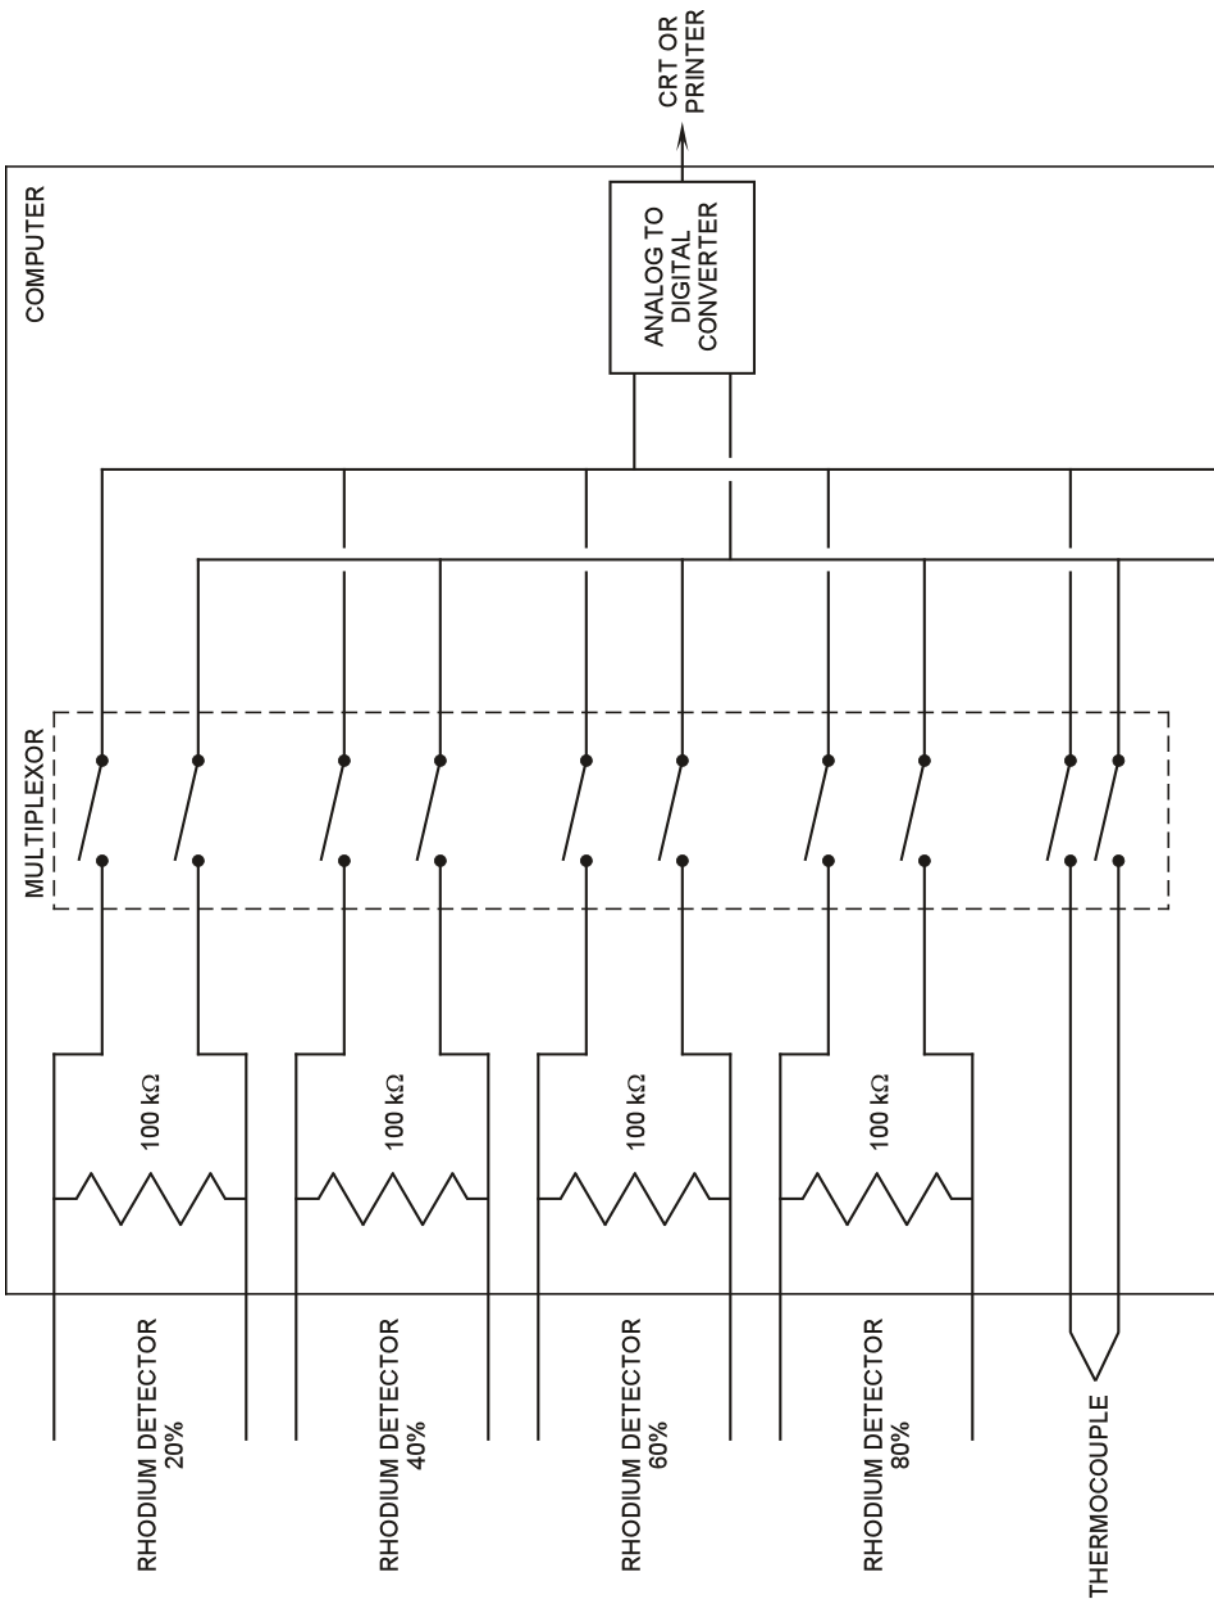 COMPUTER
CRT OR
PRINTER
ANALOG TO
DIGITAL
CONVERTER
MULTIPLEXOR
100 kΩ
100 kΩ
100 kΩ
100 kΩ
RHODIUM DETECTOR
20%
RHODIUM DETECTOR
40%
RHODIUM DETECTOR
60%
RHODIUM DETECTOR
80%
THERMOCOUPLE